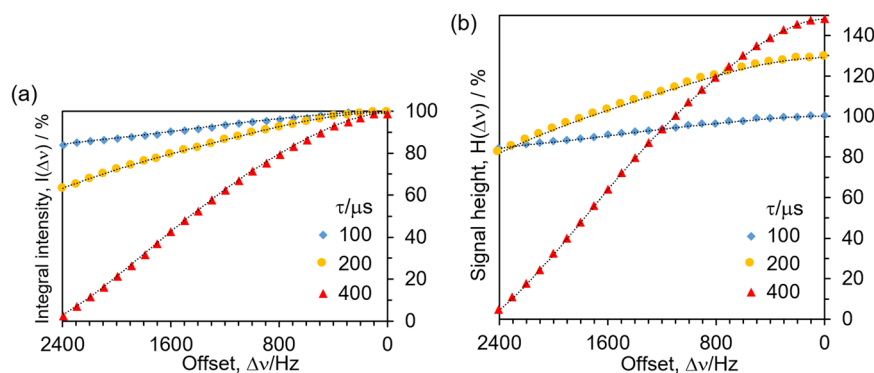 (a)
Integral intensity, I(Δν) / %
100
80
60
40
20
0
τ/μs
100
200
400
2400 1600 800 0
Offset, Δν/Hz
(b)
Signal height, H(Δν) / %
140
120
100
80
60
40
20
0
τ/μs
100
200
400
2400 1600 800 0
Offset, Δν/Hz